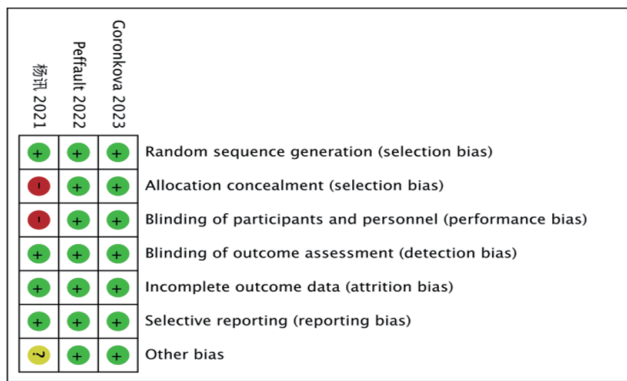 杨讯 2021
Peffault 2022
Goronkova 2023
+ + + Random sequence generation (selection bias)
- + + Allocation concealment (selection bias)
- + + Blinding of participants and personnel (performance bias)
+ + + Blinding of outcome assessment (detection bias)
+ + + Incomplete outcome data (attrition bias)
+ + + Selective reporting (reporting bias)
? + + Other bias